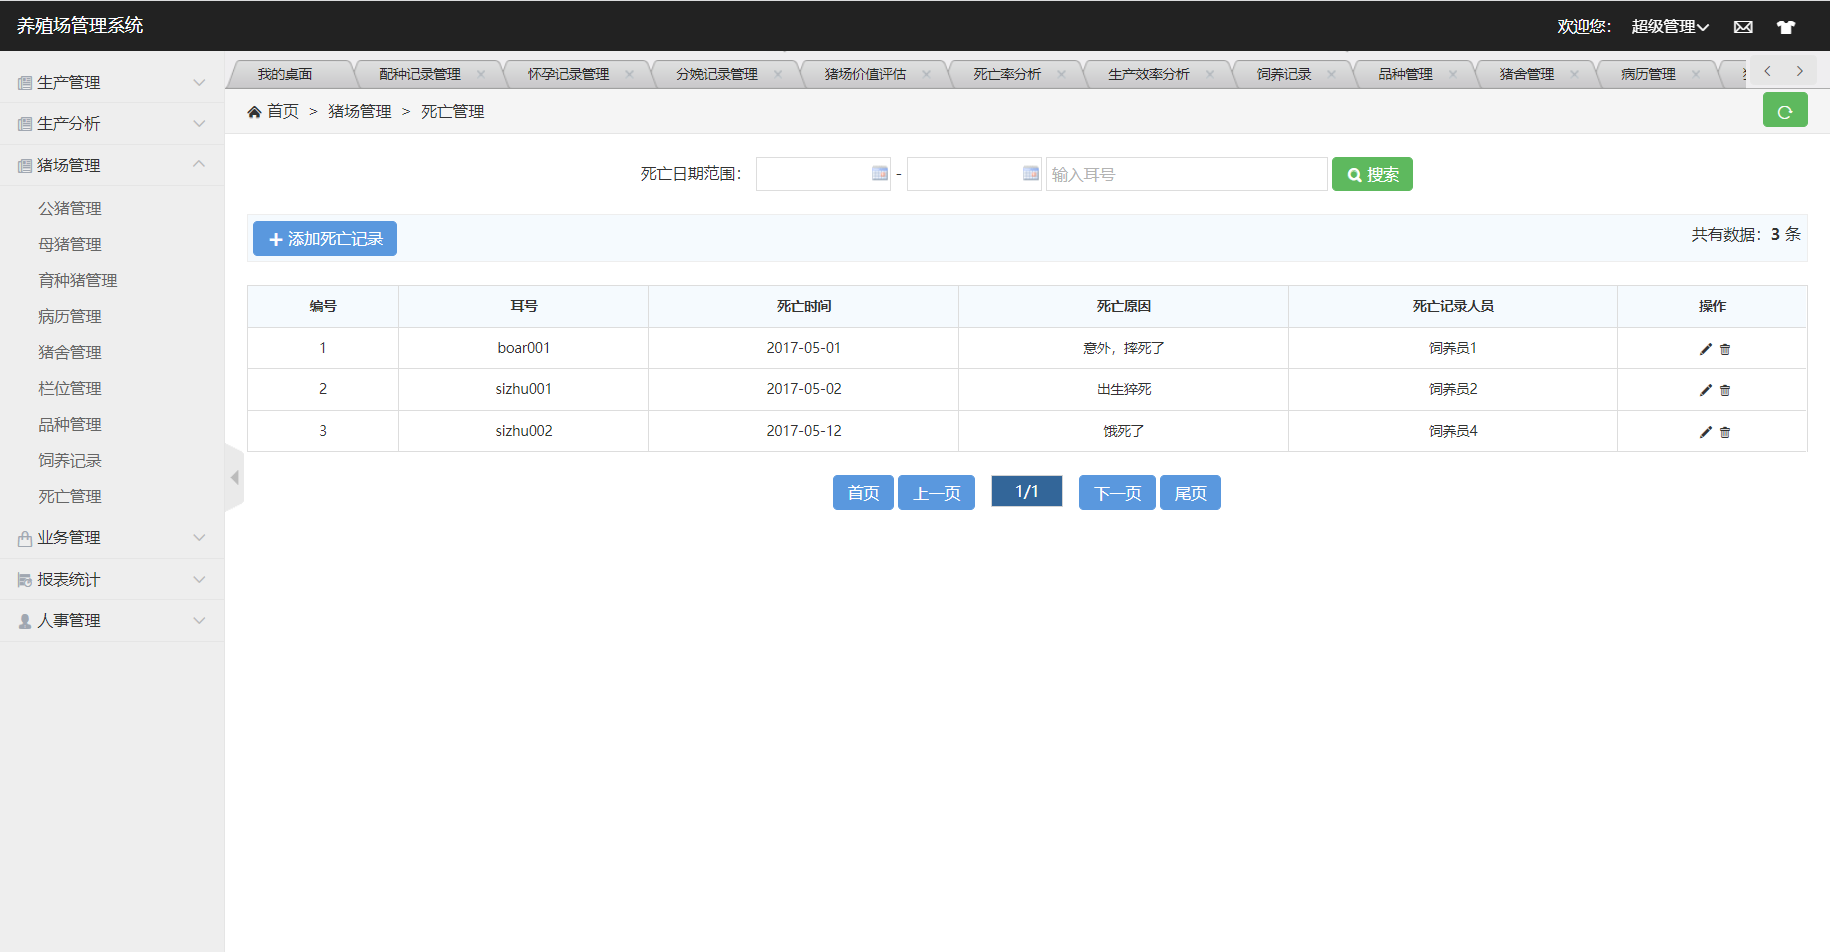 养殖场管理系统
欢迎您： 超级管理
生产管理
生产分析
猪场管理
公猪管理
母猪管理
育种猪管理
病历管理
猪舍管理
栏位管理
品种管理
饲养记录
死亡管理
业务管理
报表统计
人事管理
我的桌面 配种记录管理 怀孕记录管理 分娩记录管理 猪场价值评估 死亡率分析 生产效率分析 饲养记录 品种管理 猪舍管理 病历管理
首页 > 猪场管理 > 死亡管理
死亡日期范围： - 输入耳号 搜索
添加死亡记录 共有数据：3 条
编号 耳号 死亡时间 死亡原因 死亡记录人员 操作
1 boar001 2017-05-01 意外，摔死了 饲养员1
2 sizhu001 2017-05-02 出生猝死 饲养员2
3 sizhu002 2017-05-12 饿死了 饲养员4
首页 上一页 1/1 下一页 尾页